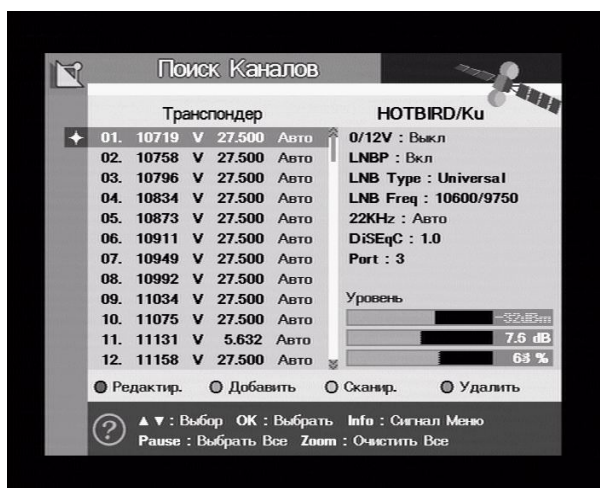 Поиск Каналов
Транспондер
HOTBIRD/Ku
01. 10719 V 27.500 Авто
02. 10758 V 27.500 Авто
03. 10796 V 27.500 Авто
04. 10834 V 27.500 Авто
05. 10873 V 27.500 Авто
06. 10911 V 27.500 Авто
07. 10949 V 27.500 Авто
08. 10992 V 27.500 Авто
09. 11034 V 27.500 Авто
10. 11075 V 27.500 Авто
11. 11131 V 5.632 Авто
12. 11158 V 27.500 Авто
0/12V : Выкл
LNBP : Вкл
LNB Type : Universal
LNB Freq : 10600/9750
22KHz : Авто
DiSEqC : 1.0
Port : 3
Уровень
-32dBm
7.6 dB
%
Редактир. Добавить Сканир. Удалить
? ▲ ▼ : Выбор OK : Выбрать Info : Сигнал Меню
Pause : Выбрать Все Zoom : Очистить Все